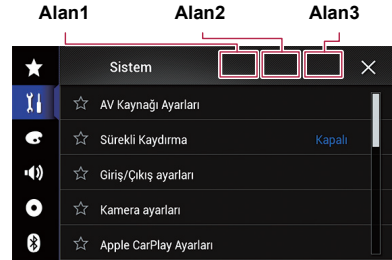 Alan1 Alan2 Alan3
Sistem
AV Kaynağı Ayarları
Sürekli Kaydırma Kapalı
Giriş/Çıkış ayarları
Kamera ayarları
Apple CarPlay Ayarları